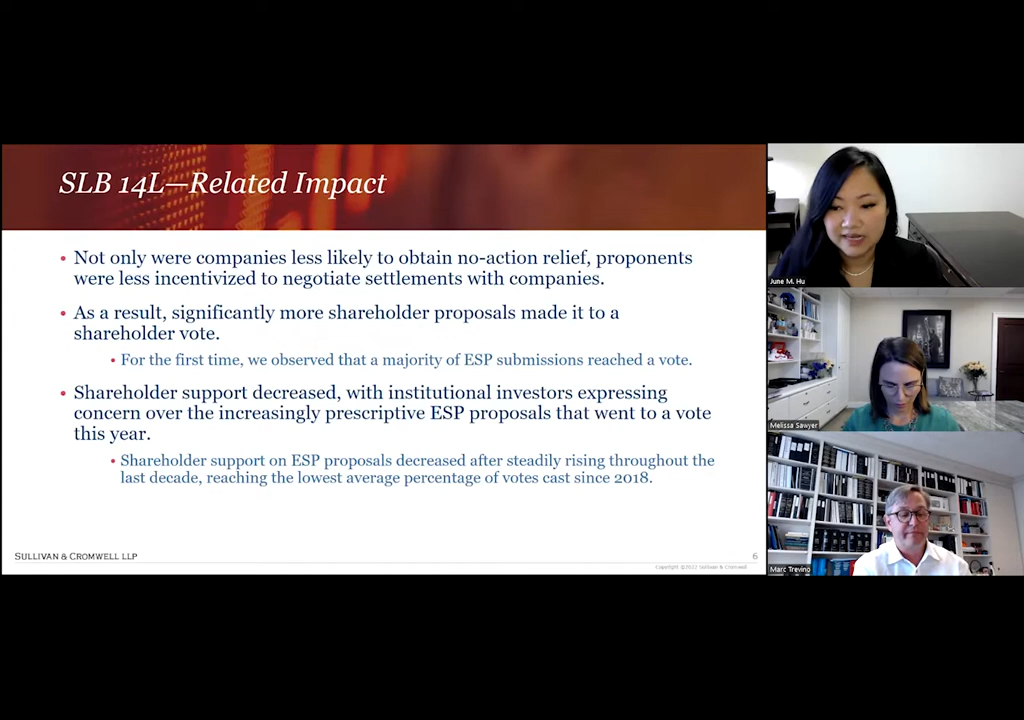 SLB 14L—Related Impact
• Not only were companies less likely to obtain no-action relief, proponents
were less incentivized to negotiate settlements with companies.
• As a result, significantly more shareholder proposals made it to a
shareholder vote.
• For the first time, we observed that a majority of ESP submissions reached a vote.
• Shareholder support decreased, with institutional investors expressing
concern over the increasingly prescriptive ESP proposals that went to a vote
this year.
• Shareholder support on ESP proposals decreased after steadily rising throughout the
last decade, reaching the lowest average percentage of votes cast since 2018.
SULLIVAN & CROMWELL LLP
6
Copyright ©2022 Sullivan & Cromwell
June M. Hu
Melissa Sawyer
Marc Trevino